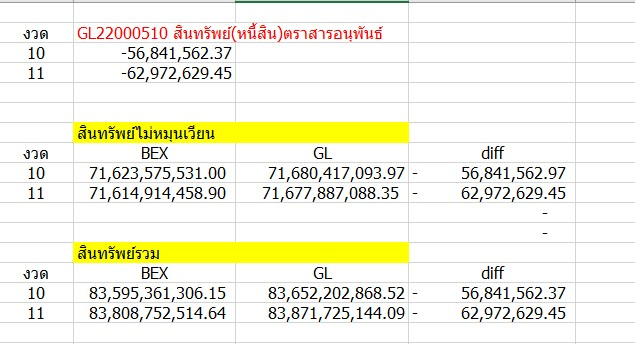 งวด GL22000510 สินทรัพย์(หนี้สิน)ตราสารอนุพันธ์
10 -56,841,562.37
11 -62,972,629.45
สินทรัพย์ไม่หมุนเวียน
งวด BEX GL diff
10 71,623,575,531.00 71,680,417,093.97 - 56,841,562.97
11 71,614,914,458.90 71,677,887,088.35 - 62,972,629.45
-
-
สินทรัพย์รวม
งวด BEX GL diff
10 83,595,361,306.15 83,652,202,868.52 - 56,841,562.37
11 83,808,752,514.64 83,871,725,144.09 - 62,972,629.45